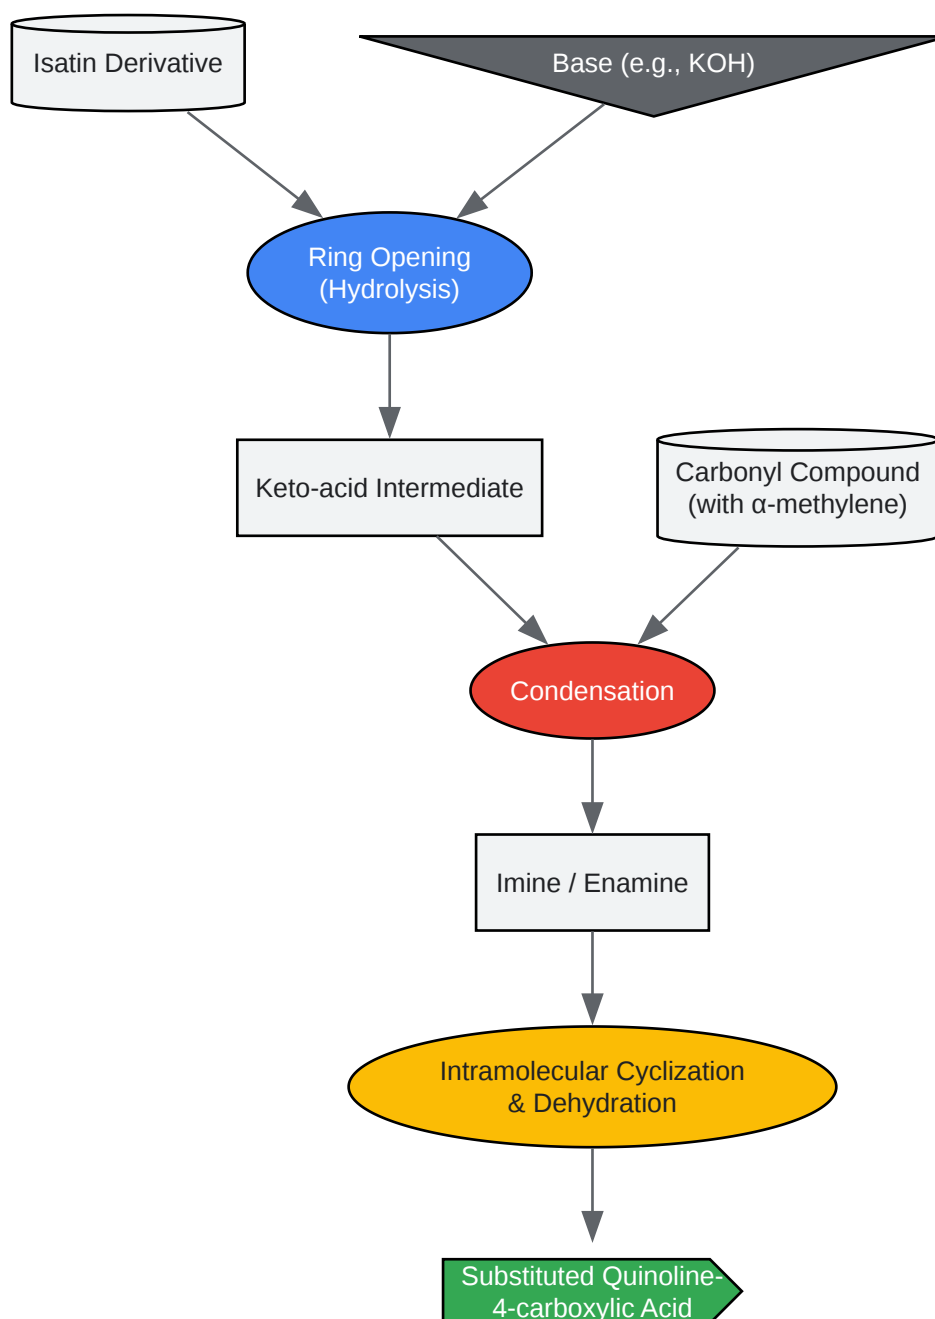 Isatin Derivative
Base (e.g., KOH)
Ring Opening
(Hydrolysis)
Keto-acid Intermediate
Carbonyl Compound
(with α-methylene)
Condensation
Imine / Enamine
Intramolecular Cyclization
& Dehydration
Substituted Quinoline-
4-carboxylic Acid